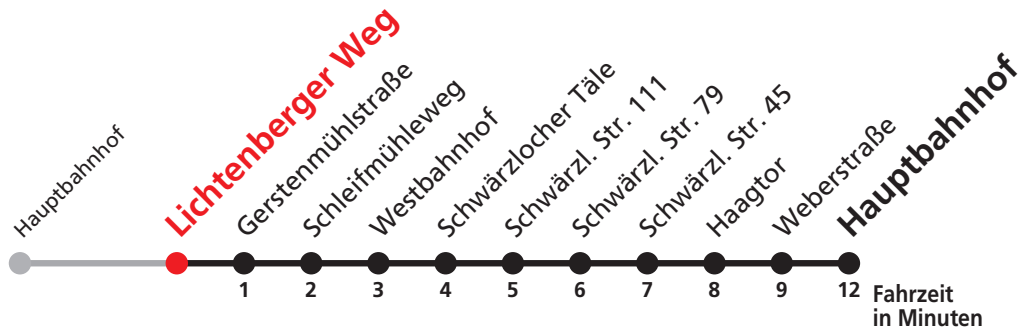 Hauptbahnhof
Lichtenberger Weg
Gerstenmühlstraße
Schleifmühleweg
Westbahnhof
Schwärzlocher Täle
Schwärzl. Str. 111
Schwärzl. Str. 79
Schwärzl. Str. 45
Haagtor
Weberstraße
Hauptbahnhof
1 2 3 4 5 6 7 8 9 12
Fahrzeit
in Minuten